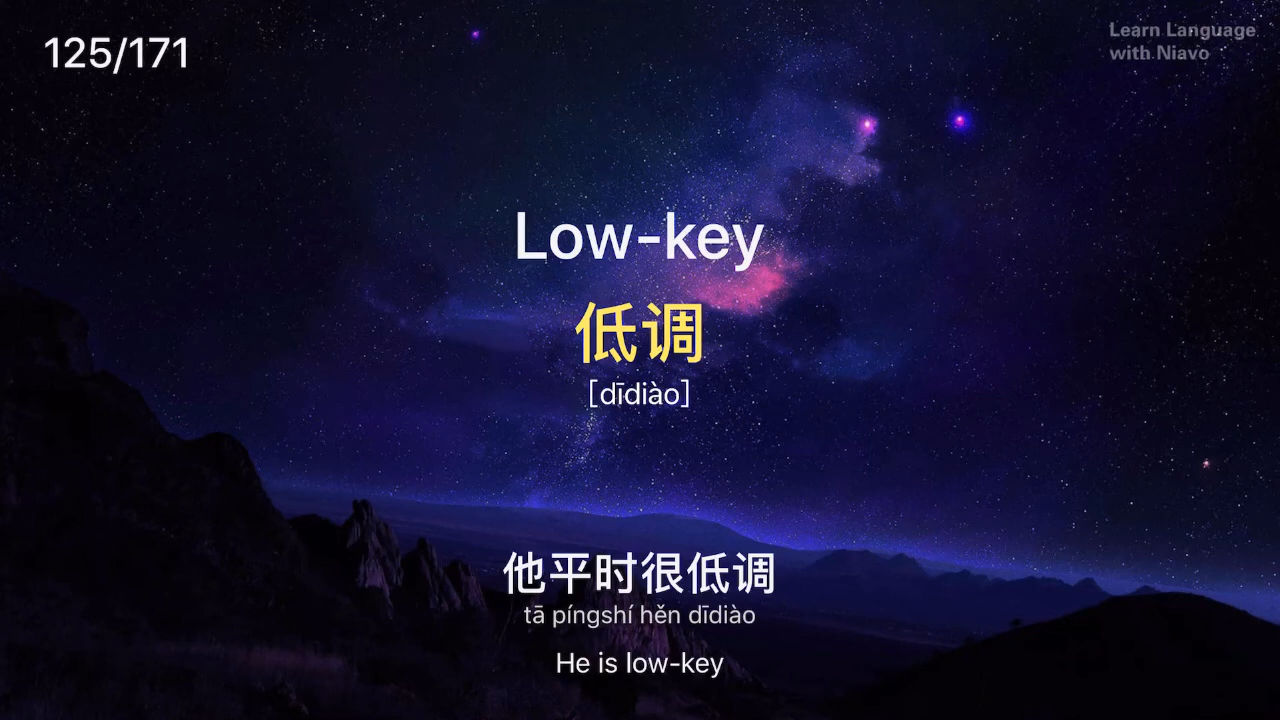 125/171
Learn Language
with Niavo
Low-key
低调
[dīdiào]
他平时很低调
tā píngshí hěn dīdiào
He is low-key